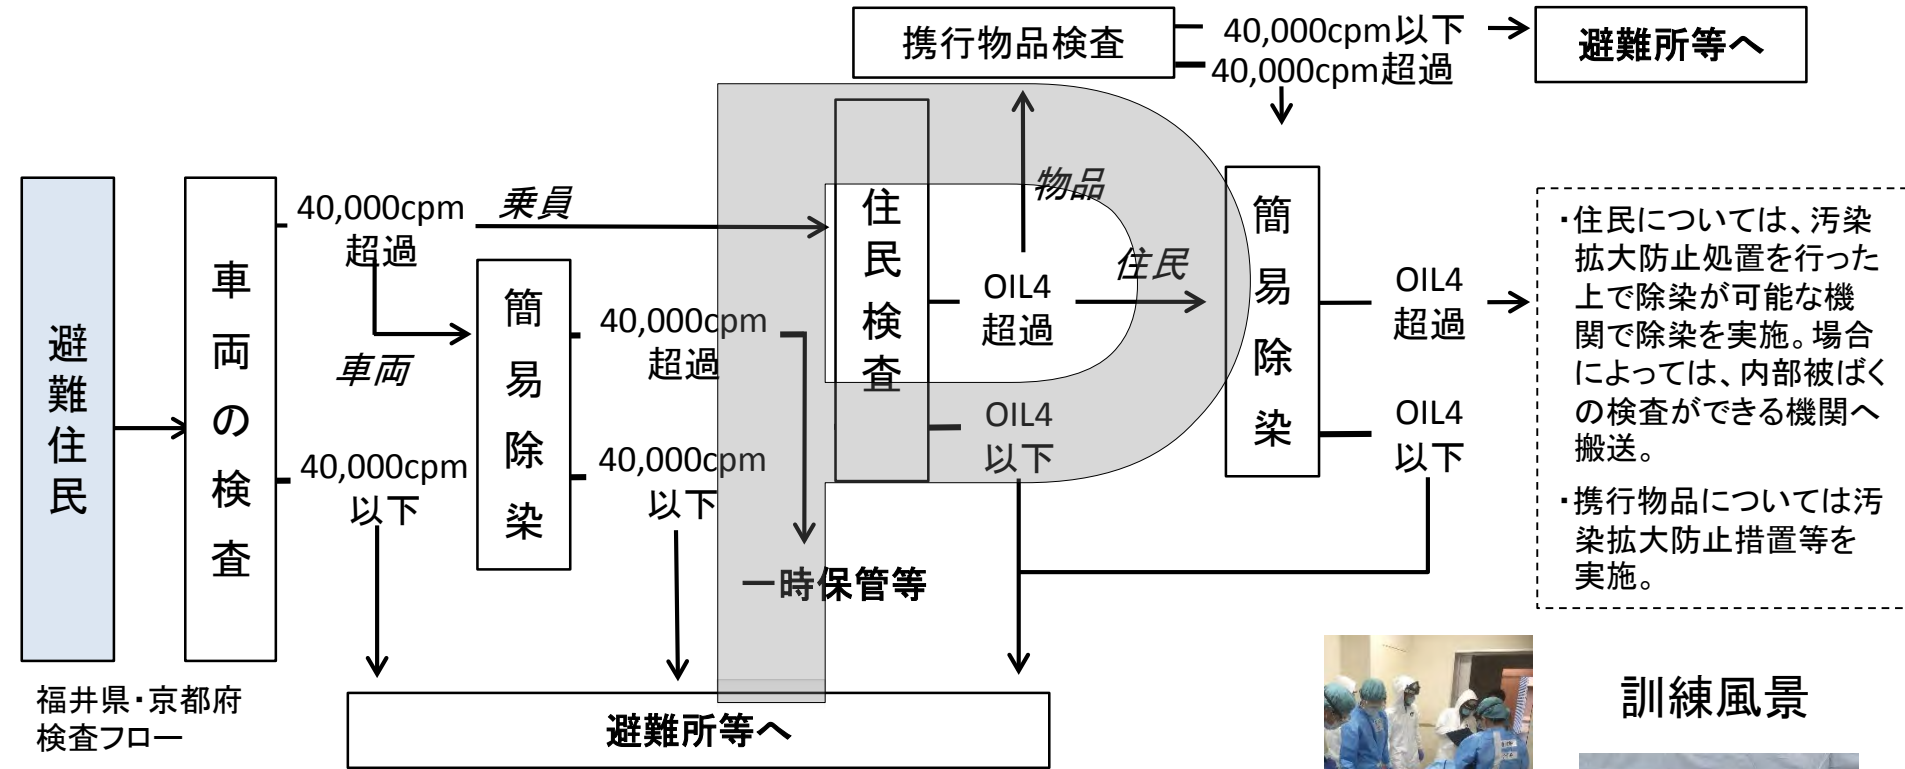 携行物品検査
40,000cpm以下
40,000cpm超過
避難所等へ
避難住民
車両の検査
40,000cpm
超過
乗員
車両
40,000cpm
以下
簡易除染
40,000cpm
超過
40,000cpm
以下
一時保管等
住民検査
物品
OIL4
超過
住民
OIL4
以下
簡易除染
OIL4
超過
OIL4
以下
・住民については、汚染
拡大防止処置を行った
上で除染が可能な機
関で除染を実施。場合
によっては、内部被ばく
の検査ができる機関へ
搬送。
・携行物品については汚
染拡大防止措置等を
実施。
避難所等へ
福井県・京都府
検査フロー
訓練風景